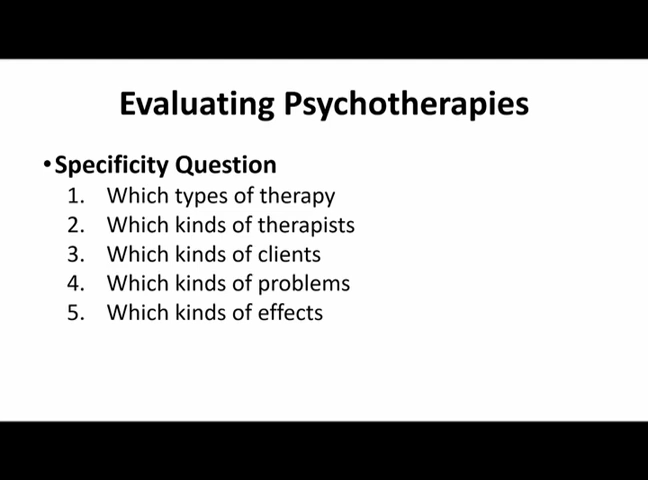 Evaluating Psychotherapies
•Specificity Question
1. Which types of therapy
2. Which kinds of therapists
3. Which kinds of clients
4. Which kinds of problems
5. Which kinds of effects